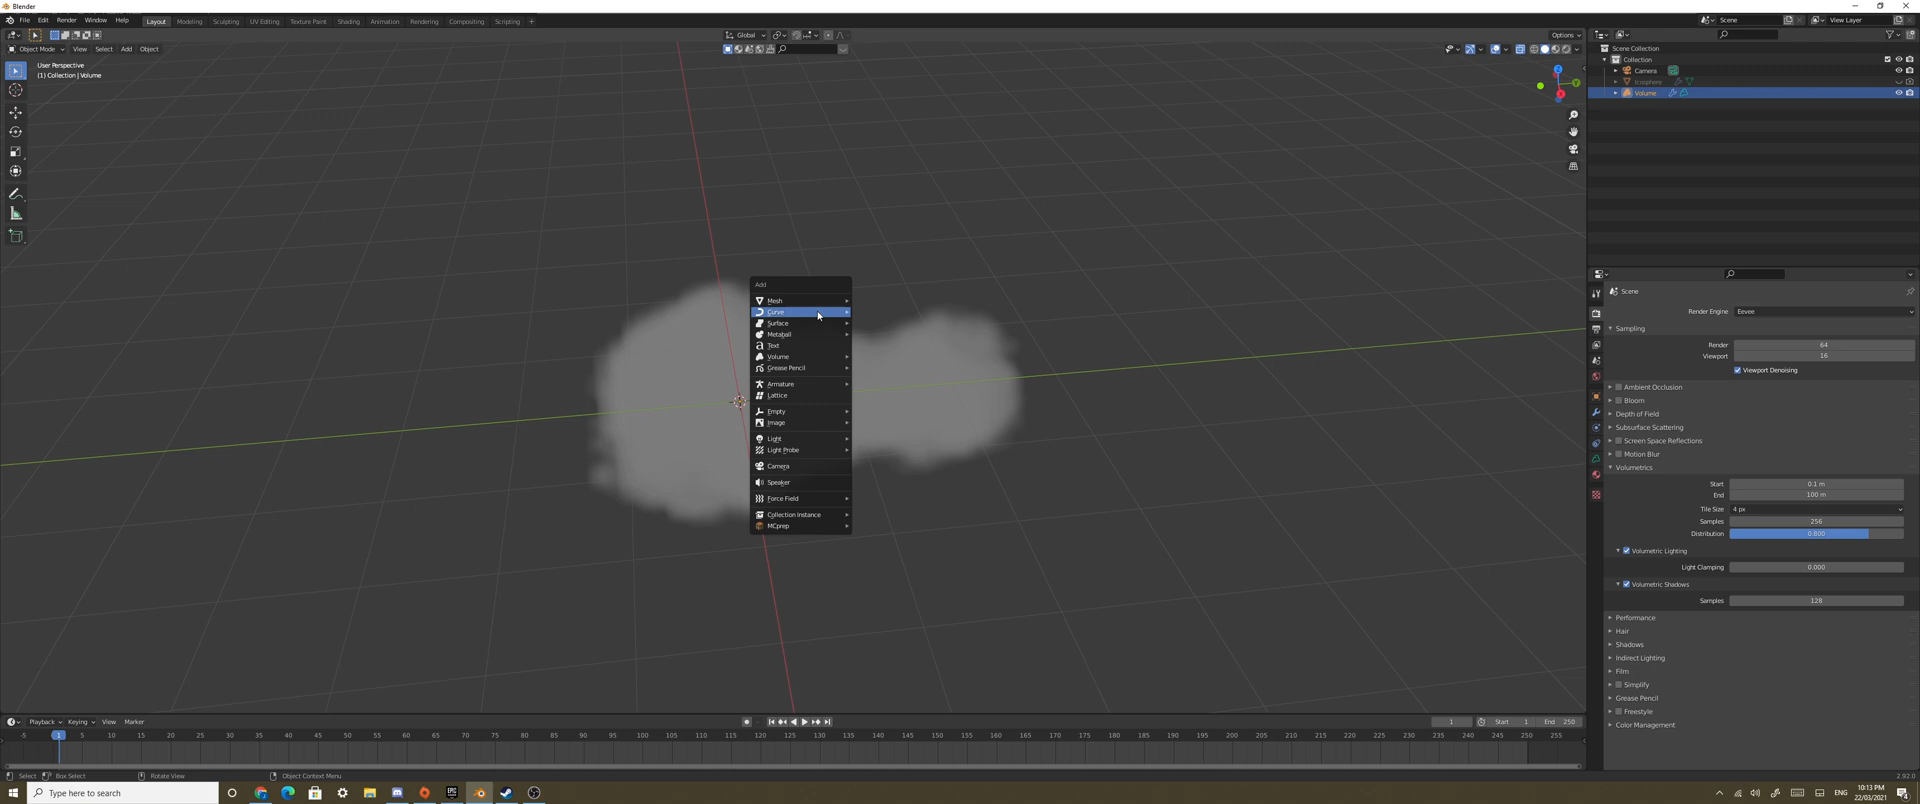 Blender
File Edit Render Window Help Layout Modeling Sculpting UV Editing Texture Paint Shading Animation Rendering Compositing Scripting + Scene View Layer
Global Options
Object Mode View Select Add Object
User Perspective
(1) Collection | Volume
Z
Y
X
Scene Collection
Collection
Camera
Icosphere
Volume
Add
Mesh
Curve
Surface
Metaball
Text
Volume
Grease Pencil
Armature
Lattice
Empty
Image
Light
Light Probe
Camera
Speaker
Force Field
Collection Instance
MCprep
Scene
Render Engine Eevee
Sampling
Render 64
Viewport 16
Viewport Denoising
Ambient Occlusion
Bloom
Depth of Field
Subsurface Scattering
Screen Space Reflections
Motion Blur
Volumetrics
Start 0.1 m
End 100 m
Tile Size 4 px
Samples 256
Distribution 0.800
Volumetric Lighting
Light Clamping 0.000
Volumetric Shadows
Samples 128
Performance
Hair
Shadows
Indirect Lighting
Film
Simplify
Grease Pencil
Freestyle
Color Management
Playback Keying View Marker 1 Start 1 End 250
-5 1 5 10 15 20 25 30 35 40 45 50 55 60 65 70 75 80 85 90 95 100 105 110 115 120 125 130 135 140 145 150 155 160 165 170 175 180 185 190 195 200 205 210 215 220 225 230 235 240 245 250 255
Select Box Select Rotate View Object Context Menu 2.92.0
Type here to search EPIC ENG 10:13 PM
22/03/2021 4